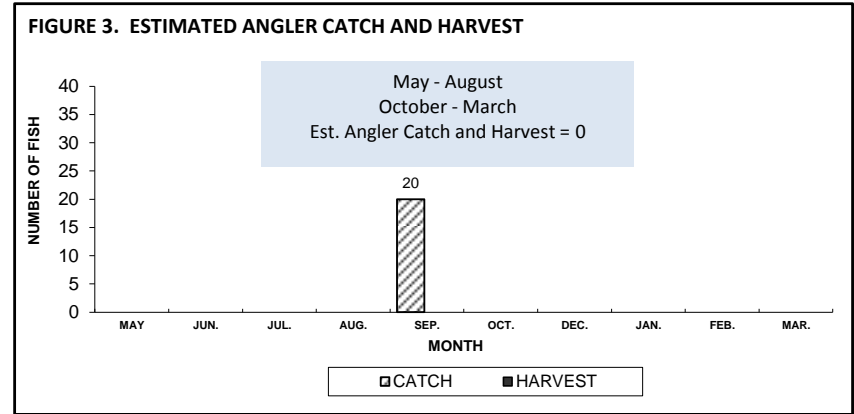 FIGURE 3. ESTIMATED ANGLER CATCH AND HARVEST
May - August
October - March
Est. Angler Catch and Harvest = 0
NUMBER OF FISH
40
35
30
25
20
15
10
5
0
20
MAY JUN. JUL. AUG. SEP. OCT. DEC. JAN. FEB. MAR.
MONTH
CATCH HARVEST